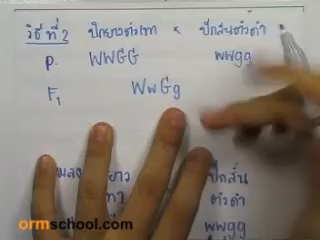 วิธีที่ 2 ปีกยาวตัวเทา × ปีกสั้นตัวดำ
P. WWGG wwgg
F₁ WwGg
ปีกสั้น
ตัวดำ
wwgg
ormschool.com